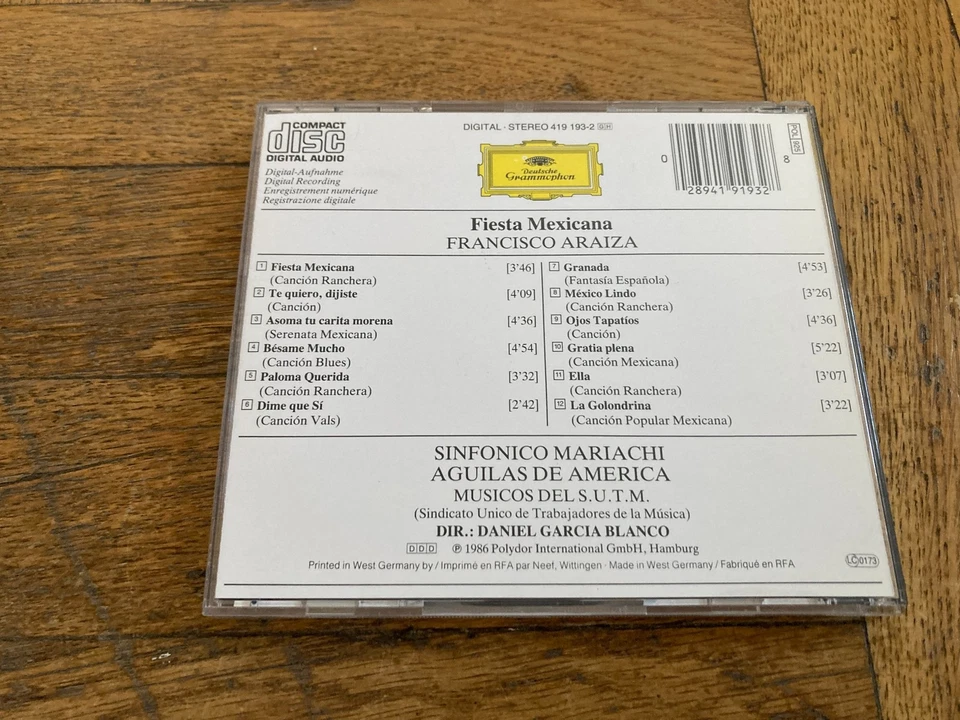 COMPACT
disc
DIGITAL AUDIO
Digital-Aufnahme
Digital Recording
Enregistrement numérique
Registrazione digitale
DIGITAL · STEREO 419 193-2 GH
Deutsche
Grammophon
0 28941 91932 8
POL 925
Fiesta Mexicana
FRANCISCO ARAIZA
1 Fiesta Mexicana [3'46]
(Canción Ranchera)
2 Te quiero, dijiste [4'09]
(Canción)
3 Asoma tu carita morena [4'36]
(Serenata Mexicana)
4 Bésame Mucho [4'54]
(Canción Blues)
5 Paloma Querida [3'32]
(Canción Ranchera)
6 Dime que Sí [2'42]
(Canción Vals)
7 Granada [4'53]
(Fantasía Española)
8 México Lindo [3'26]
(Canción Ranchera)
9 Ojos Tapatíos [4'36]
(Canción)
10 Gratia plena [5'22]
(Canción Mexicana)
11 Ella [3'07]
(Canción Ranchera)
12 La Golondrina [3'22]
(Canción Popular Mexicana)
SINFONICO MARIACHI
AGUILAS DE AMERICA
MUSICOS DEL S.U.T.M.
(Sindicato Unico de Trabajadores de la Música)
DIR.: DANIEL GARCIA BLANCO
DDD ℗ 1986 Polydor International GmbH, Hamburg
Printed in West Germany by / Imprimé en RFA par Neef, Wittingen · Made in West Germany / Fabriqué en RFA
LC 0173